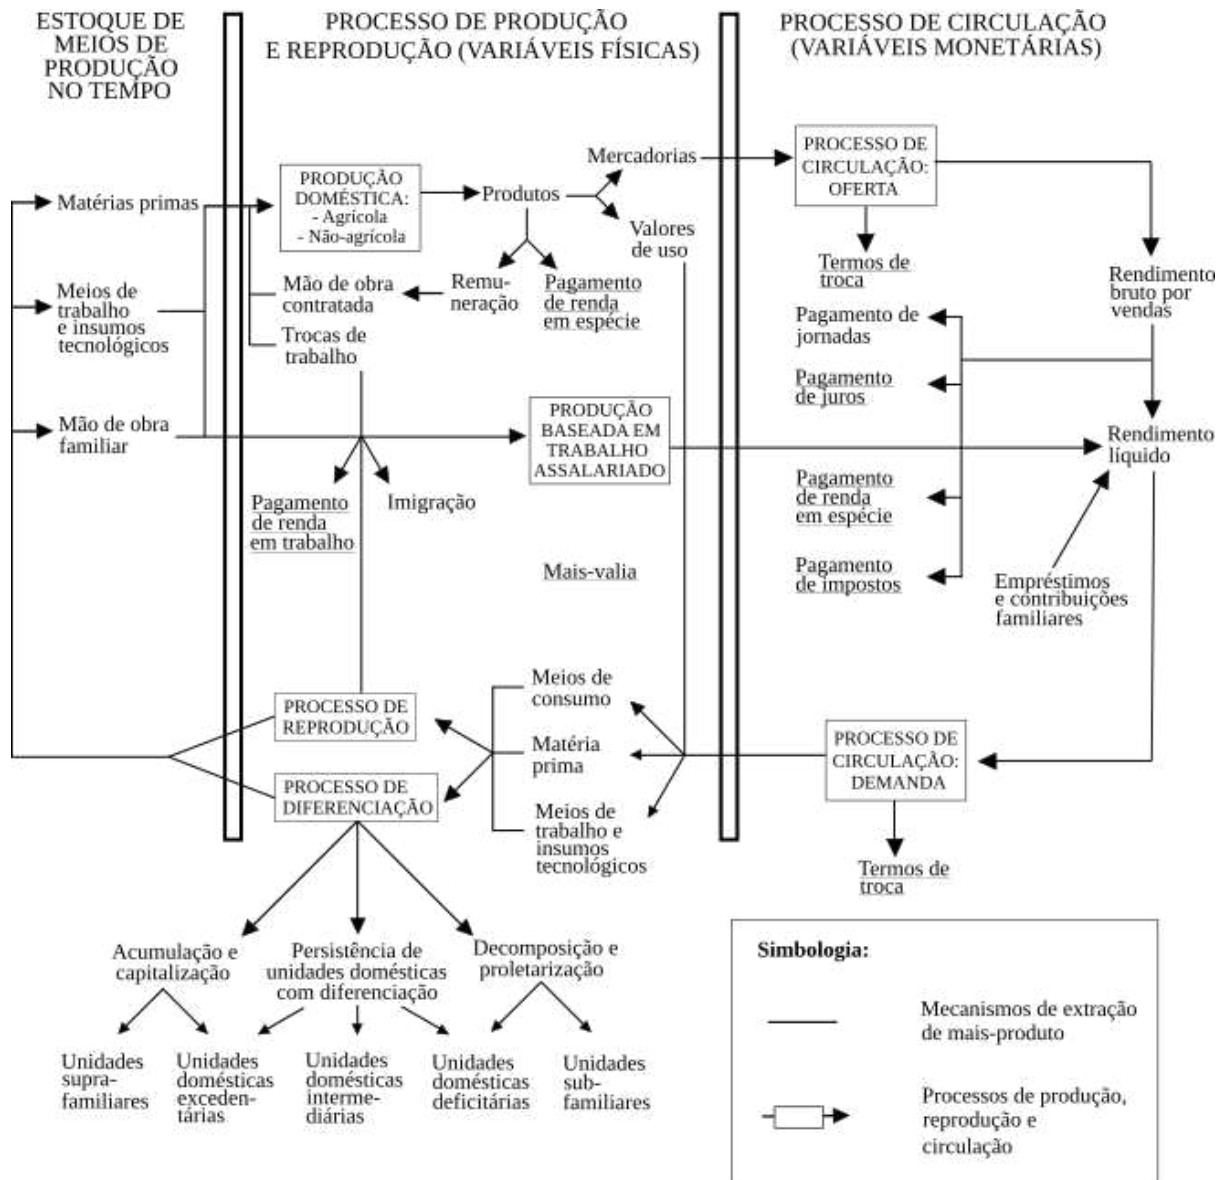 ESTOQUE DE
MEIOS DE
PRODUÇÃO
NO TEMPO
PROCESSO DE PRODUÇÃO
E REPRODUÇÃO (VARIÁVEIS FÍSICAS)
PROCESSO DE CIRCULAÇÃO
(VARIÁVEIS MONETÁRIAS)
Matérias primas
Meios de
trabalho
e insumos
tecnológicos
Mão de obra
familiar
PRODUÇÃO
DOMÉSTICA:
- Agrícola
- Não-agrícola
Produtos
Mercadorias
Valores
de uso
Mão de obra
contratada
Remu-
neração
Pagamento
de renda
em espécie
Trocas de
trabalho
PRODUÇÃO
BASEADA EM
TRABALHO
ASSALARIADO
Pagamento
de renda
em trabalho
Imigração
Mais-valia
PROCESSO DE
CIRCULAÇÃO:
OFERTA
Termos de
troca
Rendimento
bruto por
vendas
Pagamento de
jornadas
Pagamento
de juros
Rendimento
líquido
Pagamento
de renda
em espécie
Pagamento
de impostos
Empréstimos
e contribuições
familiares
PROCESSO DE
REPRODUÇÃO
PROCESSO DE
DIFERENCIAÇÃO
Meios de
consumo
Matéria
prima
Meios de
trabalho e
insumos
tecnológicos
PROCESSO DE
CIRCULAÇÃO:
DEMANDA
Termos de
troca
Acumulação e
capitalização
Persistência de
unidades domésticas
com diferenciação
Decomposição e
proletarização
Unidades
supra-
familiares
Unidades
domésticas
exceden-
tárias
Unidades
domésticas
interme-
diárias
Unidades
domésticas
deficitárias
Unidades
sub-
familiares
Simbologia:
Mecanismos de extração
de mais-produto
Processos de produção,
reprodução e
circulação